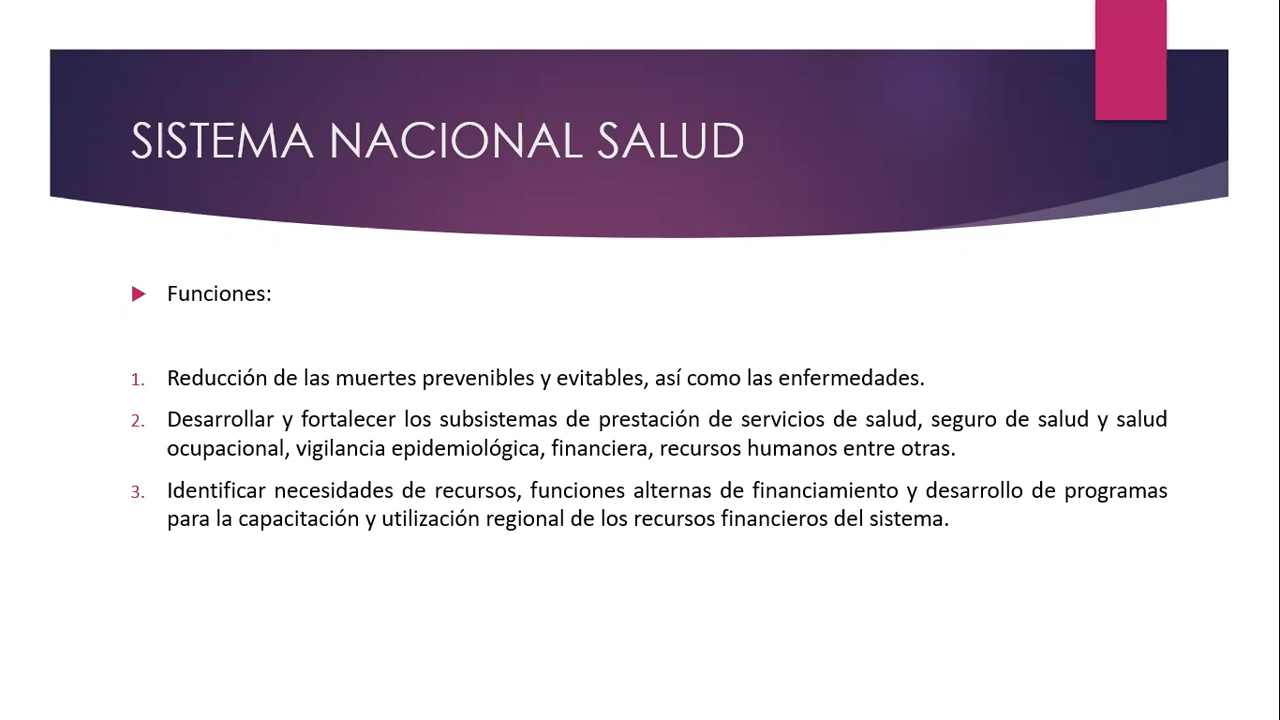 SISTEMA NACIONAL SALUD
Funciones:
1. Reducción de las muertes prevenibles y evitables, así como las enfermedades.
2. Desarrollar y fortalecer los subsistemas de prestación de servicios de salud, seguro de salud y salud
ocupacional, vigilancia epidemiológica, financiera, recursos humanos entre otras.
3. Identificar necesidades de recursos, funciones alternas de financiamiento y desarrollo de programas
para la capacitación y utilización regional de los recursos financieros del sistema.